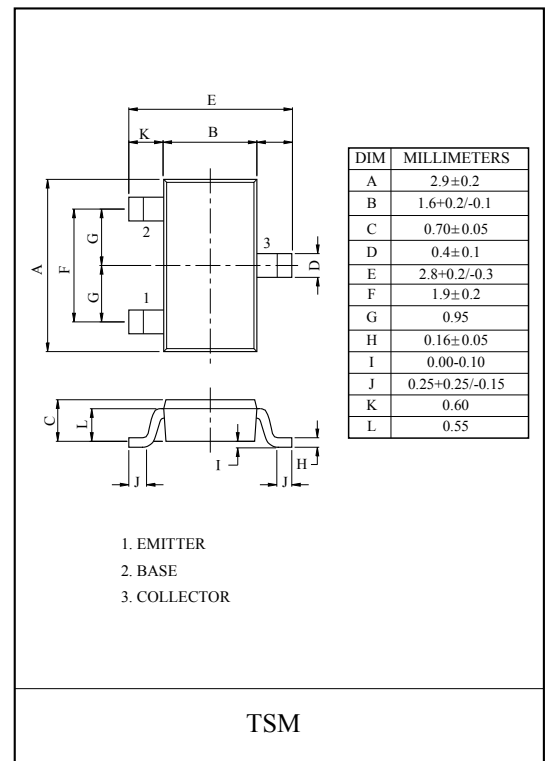 E
K B
DIM MILLIMETERS
A 2.9±0.2
B 1.6+0.2/-0.1
C 0.70±0.05
D 0.4±0.1
E 2.8+0.2/-0.3
F 1.9±0.2
G 0.95
H 0.16±0.05
I 0.00-0.10
J 0.25+0.25/-0.15
K 0.60
L 0.55
2 3
G
A F D
G
1
C L
I H
J J
1. EMITTER
2. BASE
3. COLLECTOR
TSM